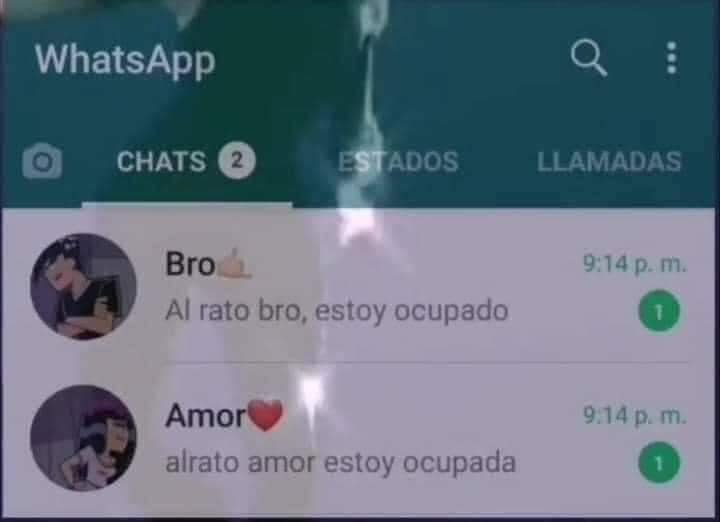 WhatsApp
CHATS 2 ESTADOS LLAMADAS
Bro🤙🏻 9:14 p. m.
Al rato bro, estoy ocupado 1
Amor❤️ 9:14 p. m.
alrato amor estoy ocupada 1